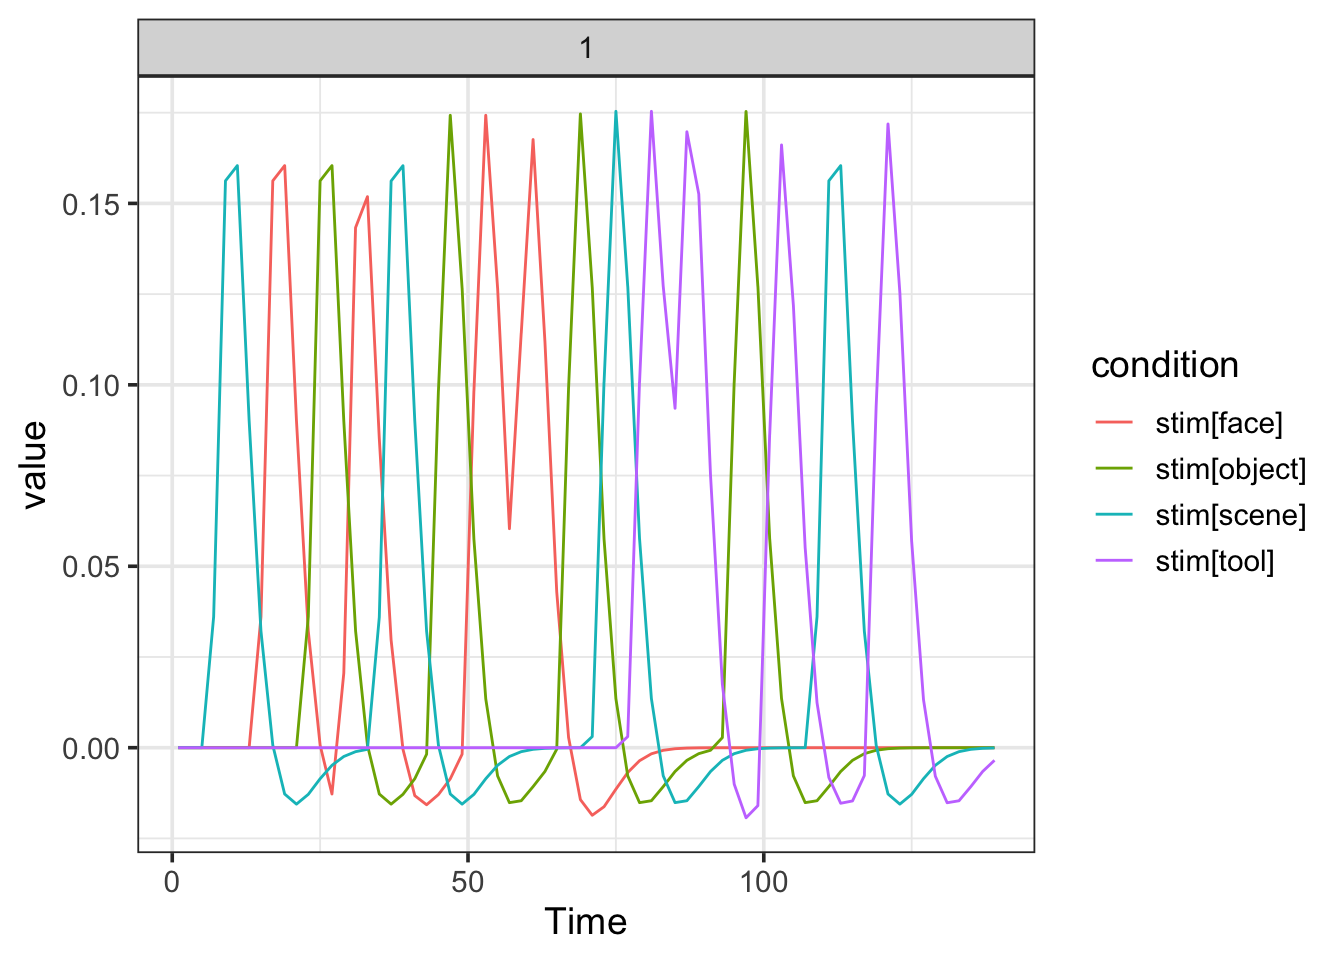 1
0.15
0.10
0.05
0.00
value
0
50
100
Time
condition
stim[face]
stim[object]
stim[scene]
stim[tool]